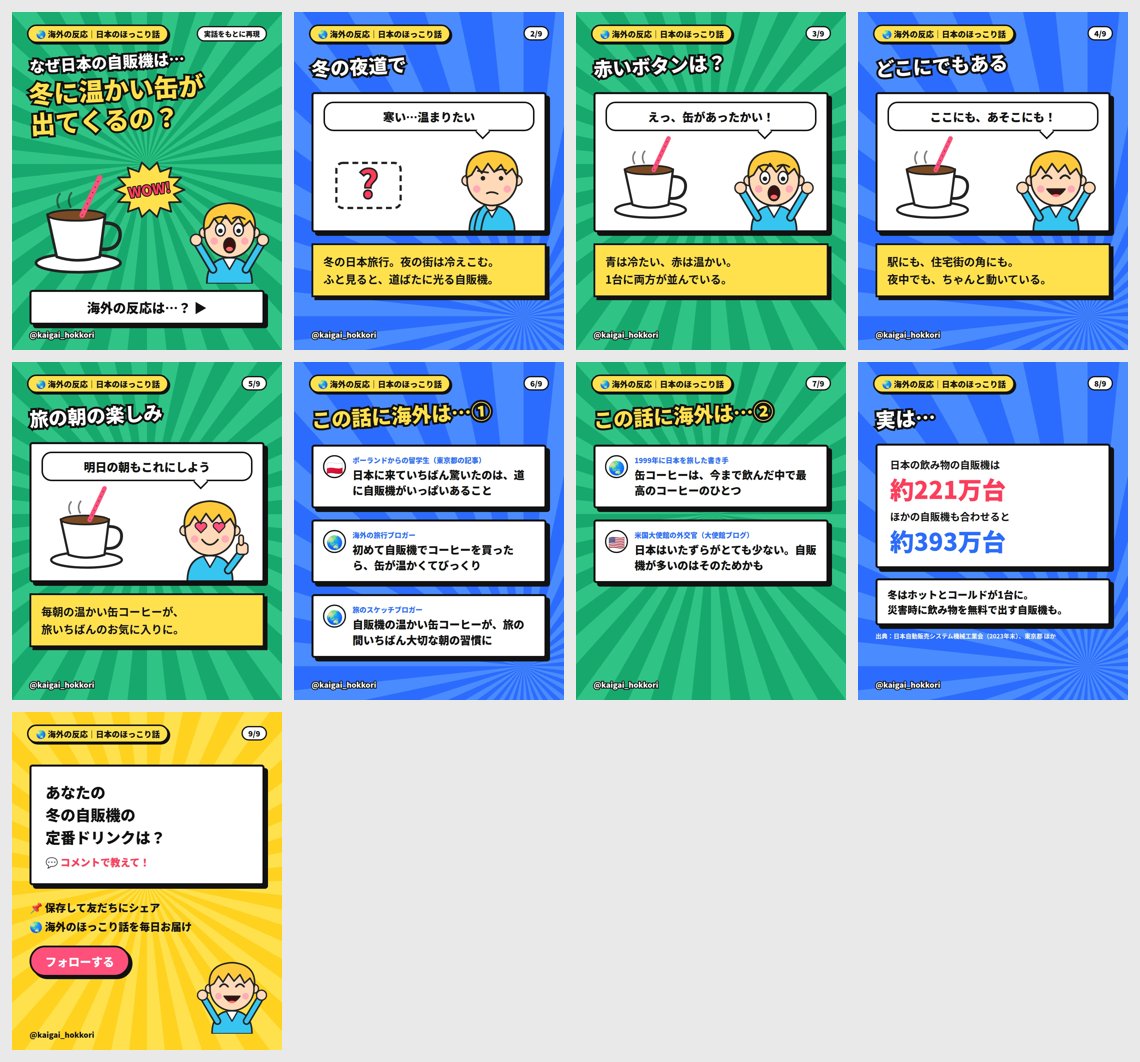 🌏 海外の反応｜日本のほっこり話
実話をもとに再現
なぜ日本の自販機は…
冬に温かい缶が
出てくるの？
WOW!
海外の反応は…？ ▶
@kaigai_hokkori
🌏 海外の反応｜日本のほっこり話
2/9
冬の夜道で
寒い…温まりたい
?
冬の日本旅行。夜の街は冷えこむ。
ふと見ると、道ばたに光る自販機。
@kaigai_hokkori
🌏 海外の反応｜日本のほっこり話
3/9
赤いボタンは？
えっ、缶があったかい！
青は冷たい、赤は温かい。
1台に両方が並んでいる。
@kaigai_hokkori
🌏 海外の反応｜日本のほっこり話
4/9
どこにでもある
ここにも、あそこにも！
駅にも、住宅街の角にも。
夜中でも、ちゃんと動いている。
@kaigai_hokkori
🌏 海外の反応｜日本のほっこり話
5/9
旅の朝の楽しみ
明日の朝もこれにしよう
毎朝の温かい缶コーヒーが、
旅いちばんのお気に入りに。
@kaigai_hokkori
🌏 海外の反応｜日本のほっこり話
6/9
この話に海外は…①
ポーランドからの留学生（東京都の記事）
日本に来ていちばん驚いたのは、道
に自販機がいっぱいあること
海外の旅行ブロガー
初めて自販機でコーヒーを買った
ら、缶が温かくてびっくり
旅のスケッチブロガー
自販機の温かい缶コーヒーが、旅の
間いちばん大切な朝の習慣に
@kaigai_hokkori
🌏 海外の反応｜日本のほっこり話
7/9
この話に海外は…②
1999年に日本を旅した書き手
缶コーヒーは、今まで飲んだ中で最
高のコーヒーのひとつ
米国大使館の外交官（大使館ブログ）
日本はいたずらがとても少ない。自販
機が多いのはそのためかも
@kaigai_hokkori
🌏 海外の反応｜日本のほっこり話
8/9
実は…
日本の飲み物の自販機は
約221万台
ほかの自販機も合わせると
約393万台
冬はホットとコールドが1台に。
災害時に飲み物を無料で出す自販機も。
出典：日本自動販売システム機械工業会（2023年末）、東京都 ほか
@kaigai_hokkori
🌏 海外の反応｜日本のほっこり話
9/9
あなたの
冬の自販機の
定番ドリンクは？
💬 コメントで教えて！
📌 保存して友だちにシェア
🌏 海外のほっこり話を毎日お届け
フォローする
@kaigai_hokkori